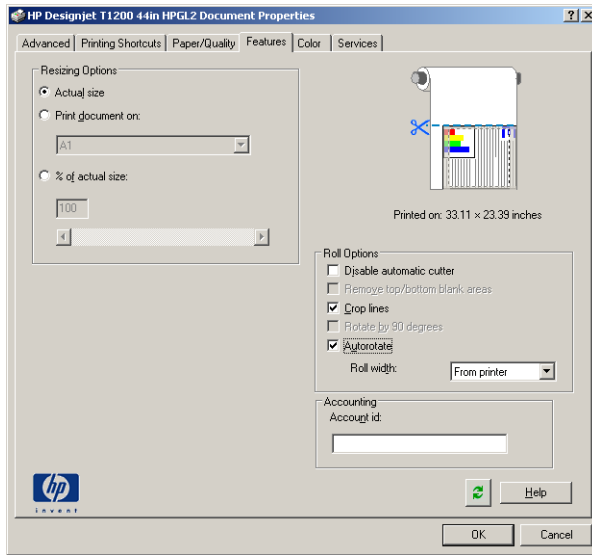 HP Designjet T1200 44in HPGL2 Document Properties
Advanced Printing Shortcuts Paper/Quality Features Color Services
Resizing Options
Actual size
Print document on:
A1
% of actual size:
100
Printed on: 33.11 × 23.39 inches
Roll Options
Disable automatic cutter
Remove top/bottom blank areas
Crop lines
Rotate by 90 degrees
Autorotate
Roll width: From printer
Accounting
Account id:
hp
invent
Help
OK Cancel